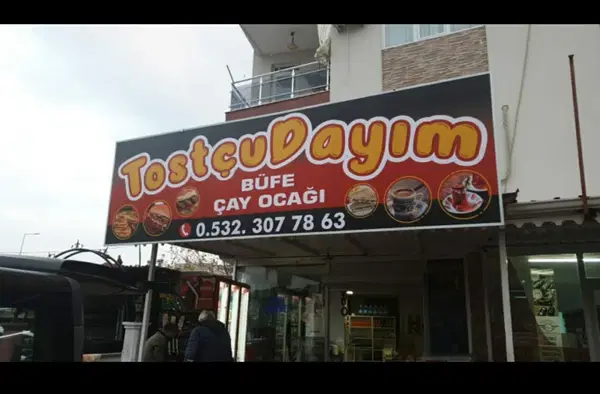 TostçuDayım
BÜFE
ÇAY OCAĞI
0.532. 307 78 63